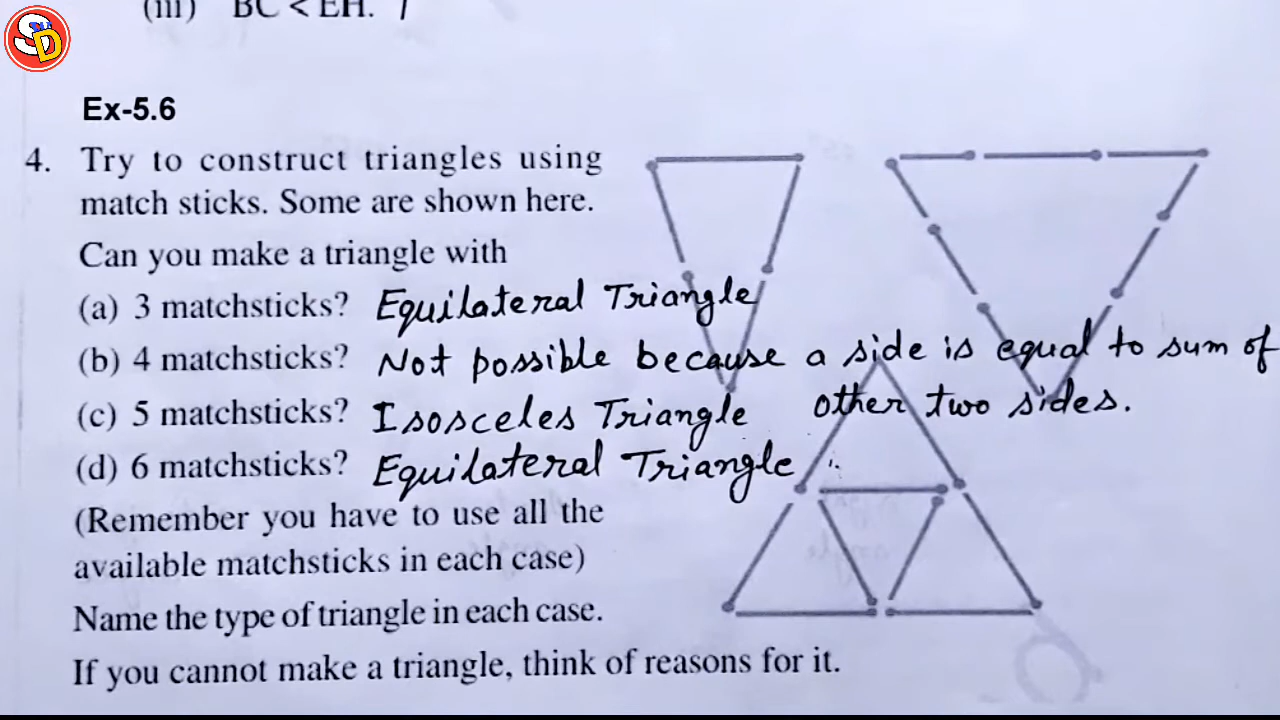 (iii) BC < EH.
SD
Ex-5.6
4. Try to construct triangles using
match sticks. Some are shown here.
Can you make a triangle with
(a) 3 matchsticks? Equilateral Triangle
(b) 4 matchsticks? Not possible because a side is equal to sum of
other two sides.
(c) 5 matchsticks? Isosceles Triangle
(d) 6 matchsticks? Equilateral Triangle
(Remember you have to use all the
available matchsticks in each case)
Name the type of triangle in each case.
If you cannot make a triangle, think of reasons for it.